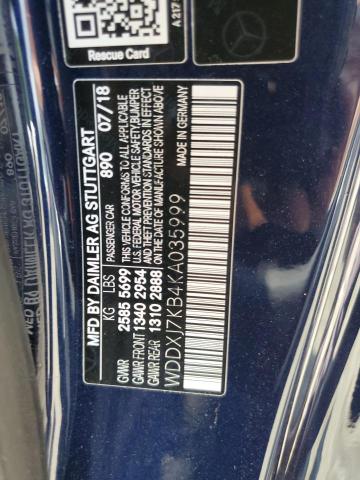 Rescue Card
A 217
MFD BY DAIMLER AG STUTTGART
PASSENGER CAR 890 07/18
KG LBS
GVWR 2585 5699
GAWR FRONT 1340 2954
GAWR REAR 1310 2888
THIS VEHICLE CONFORMS TO ALL APPLICABLE
FEDERAL MOTOR VEHICLE SAFETY, BUMPER
AND THEFT PREVENTION STANDARDS IN EFFECT
ON THE DATE OF MANUFACTURE SHOWN ABOVE
MADE IN GERMANY
WDDXJ7KB4KA035999